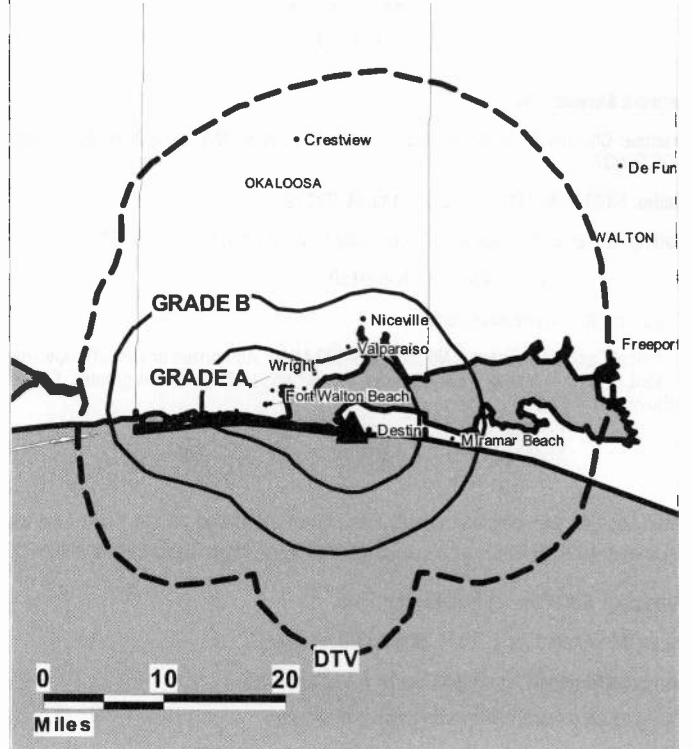 Crestview
De Fun
OKALOOSA
WALTON
GRADE B
Niceville
Freeport
Valparaiso
Wright
GRADE A
Fort Walton Beach
Destin
Miramar Beach
DTV
0 10 20
Miles